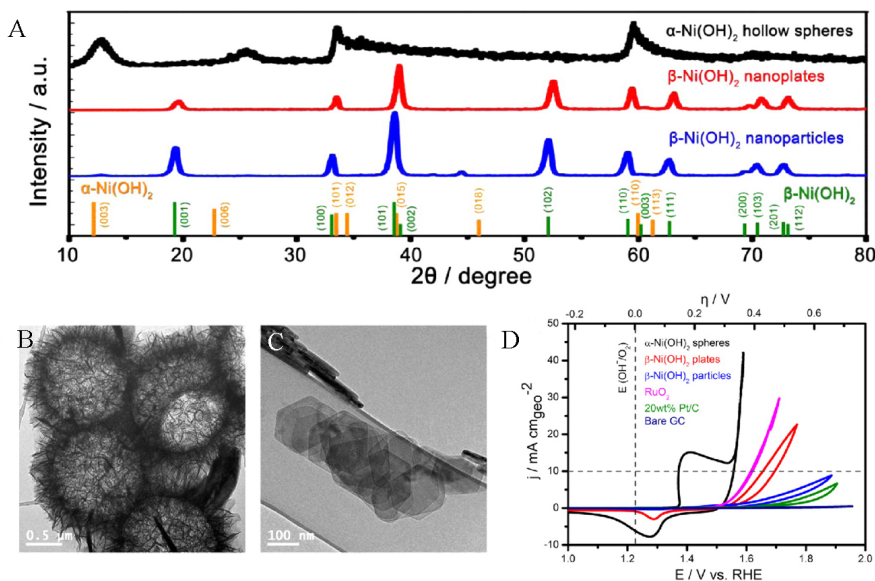 A
Intensity / a.u.
α-Ni(OH)2 hollow spheres
β-Ni(OH)2 nanoplates
β-Ni(OH)2 nanoparticles
α-Ni(OH)2
β-Ni(OH)2
(003)
(001)
(006)
(100)
(101)
(012)
(101)
(015)
(002)
(018)
(102)
(110)
(110)
(003)
(113)
(111)
(200)
(103)
(201)
(112)
10 20 30 40 50 60 70 80
2θ / degree
B
0.5 μm
C
100 nm
D
η / V
-0.2 0.0 0.2 0.4 0.6
E (OH-/O2)
α-Ni(OH)2 spheres
β-Ni(OH)2 plates
β-Ni(OH)2 particles
RuO2
20wt% Pt/C
Bare GC
j / mA cmgeo-2
50
40
30
20
10
0
-10
1.0 1.2 1.4 1.6 1.8 2.0
E / V vs. RHE